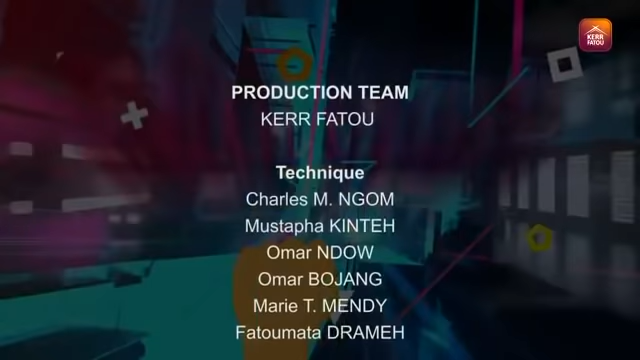 KERR
FATOU
PRODUCTION TEAM
KERR FATOU
Technique
Charles M. NGOM
Mustapha KINTEH
Omar NDOW
Omar BOJANG
Marie T. MENDY
Fatoumata DRAMEH